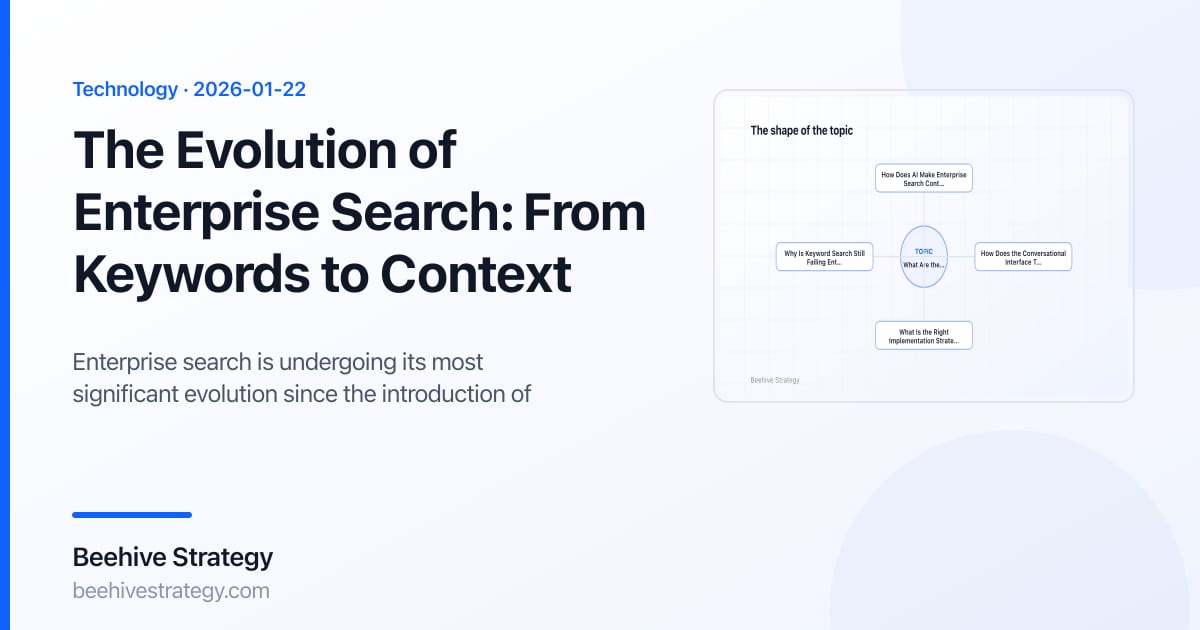 Technology · 2026-01-22
The Evolution of
Enterprise Search: From
Keywords to Context
Enterprise search is undergoing its most
significant evolution since the introduction of
Beehive Strategy
beehivestrategy.com
The shape of the topic
How Does AI Make Enterprise
Search Cont...
Why Is Keyword Search Still
Failing Ent...
TOPIC
What Are the...
How Does the Conversational
Interface T...
What Is the Right
Implementation Strate...
Beehive Strategy